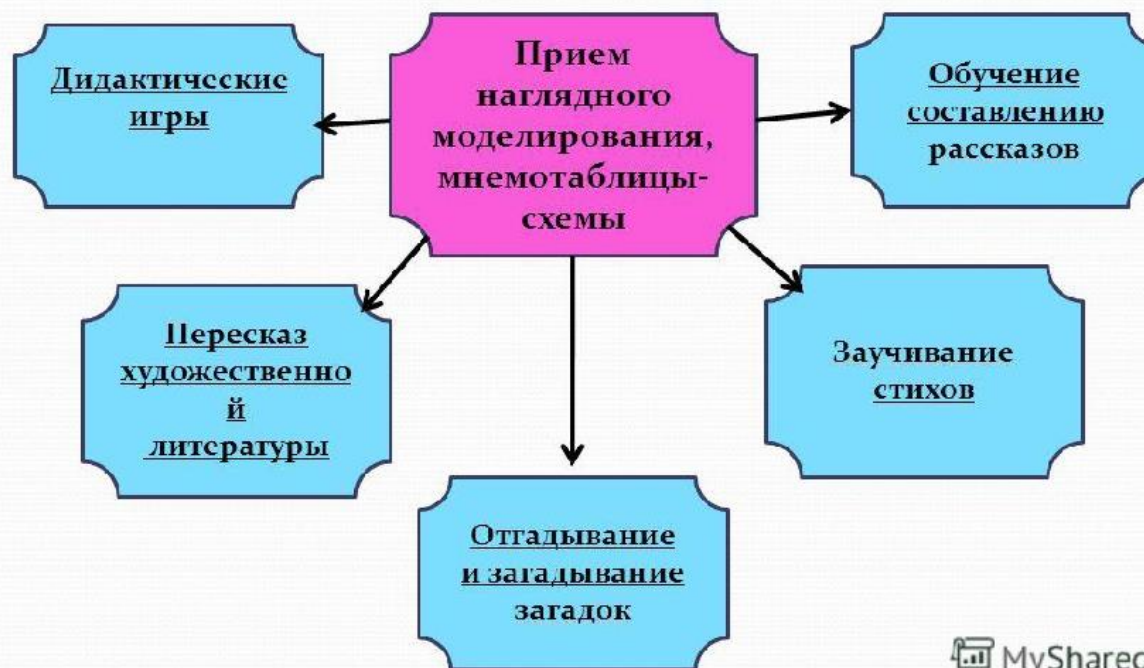 Прием
наглядного
моделирования,
мнемотаблицы-
схемы
Дидактические
игры
Обучение
составлению
рассказов
Пересказ
художественно
й
литературы
Заучивание
стихов
Отгадывание
и загадывание
загадок
MyShared